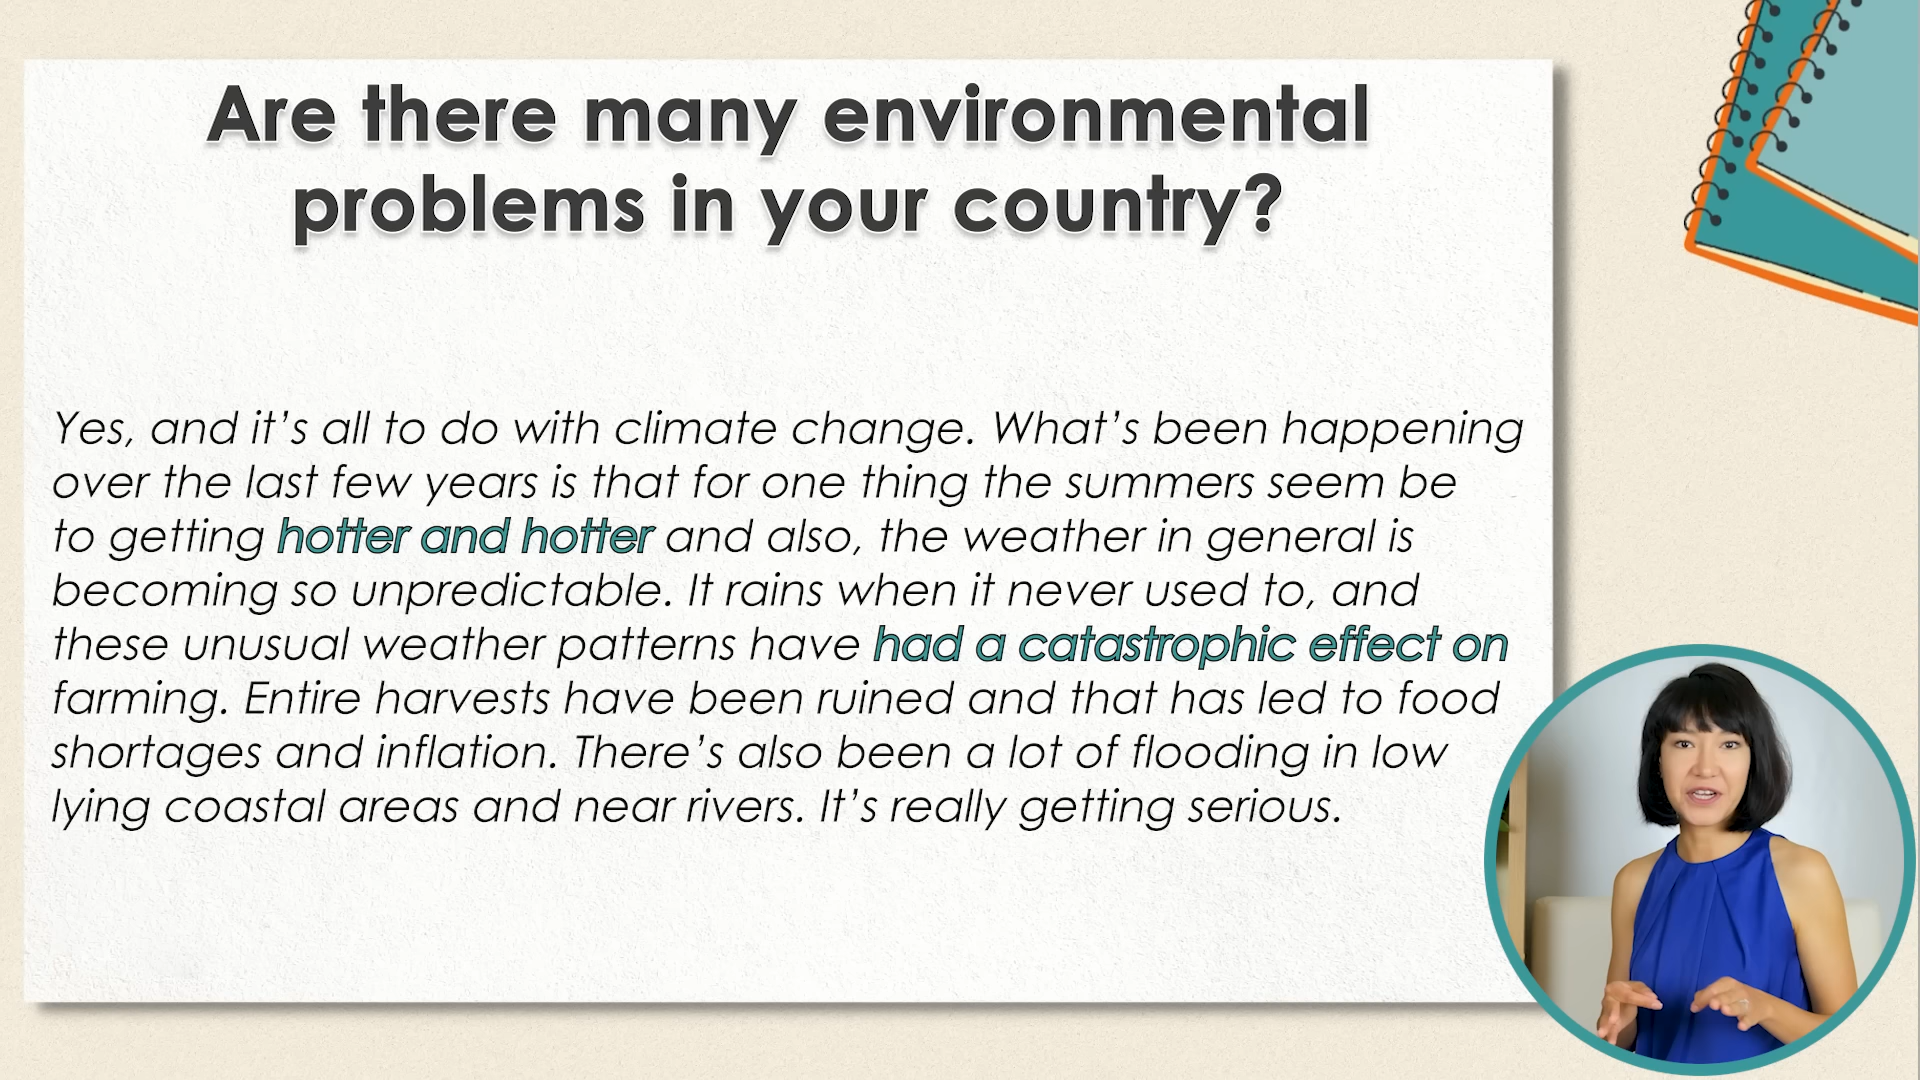 Are there many environmental
problems in your country?
Yes, and it's all to do with climate change. What's been happening
over the last few years is that for one thing the summers seem be
to getting hotter and hotter and also, the weather in general is
becoming so unpredictable. It rains when it never used to, and
these unusual weather patterns have had a catastrophic effect on
farming. Entire harvests have been ruined and that has led to food
shortages and inflation. There's also been a lot of flooding in low
lying coastal areas and near rivers. It's really getting serious.